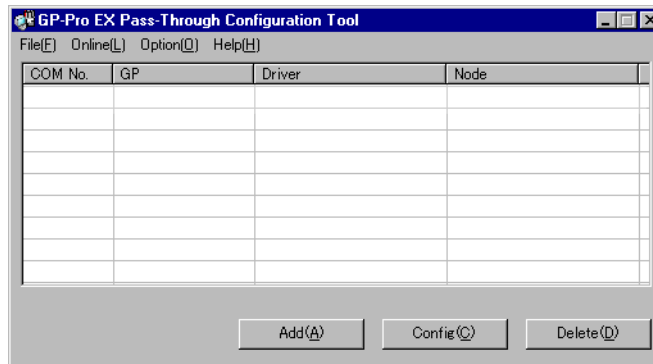 GP-Pro EX Pass-Through Configuration Tool
File(F) Online(L) Option(O) Help(H)
COM No. GP Driver Node
Add(A) Config(C) Delete(D)